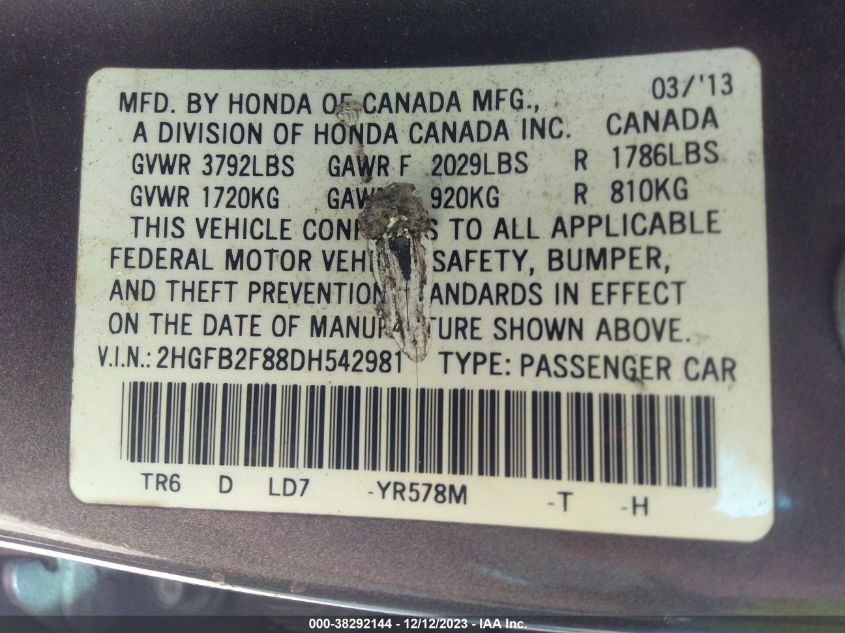 MFD. BY HONDA OF CANADA MFG., 03/'13
A DIVISION OF HONDA CANADA INC. CANADA
GVWR 3792LBS GAWR F 2029LBS R 1786LBS
GVWR 1720KG 920KG R 810KG
THIS VEHICLE TO ALL APPLICABLE
FEDERAL MOTOR SAFETY, BUMPER,
AND THEFT PREVENTION IN EFFECT
ON THE DATE OF SHOWN ABOVE.
V.I.N.: 2HGFB2F88DH542981 TYPE: PASSENGER CAR
TR6 D LD7 -YR578M -T -H
000-38292144 - 12/12/2023 - IAA Inc.